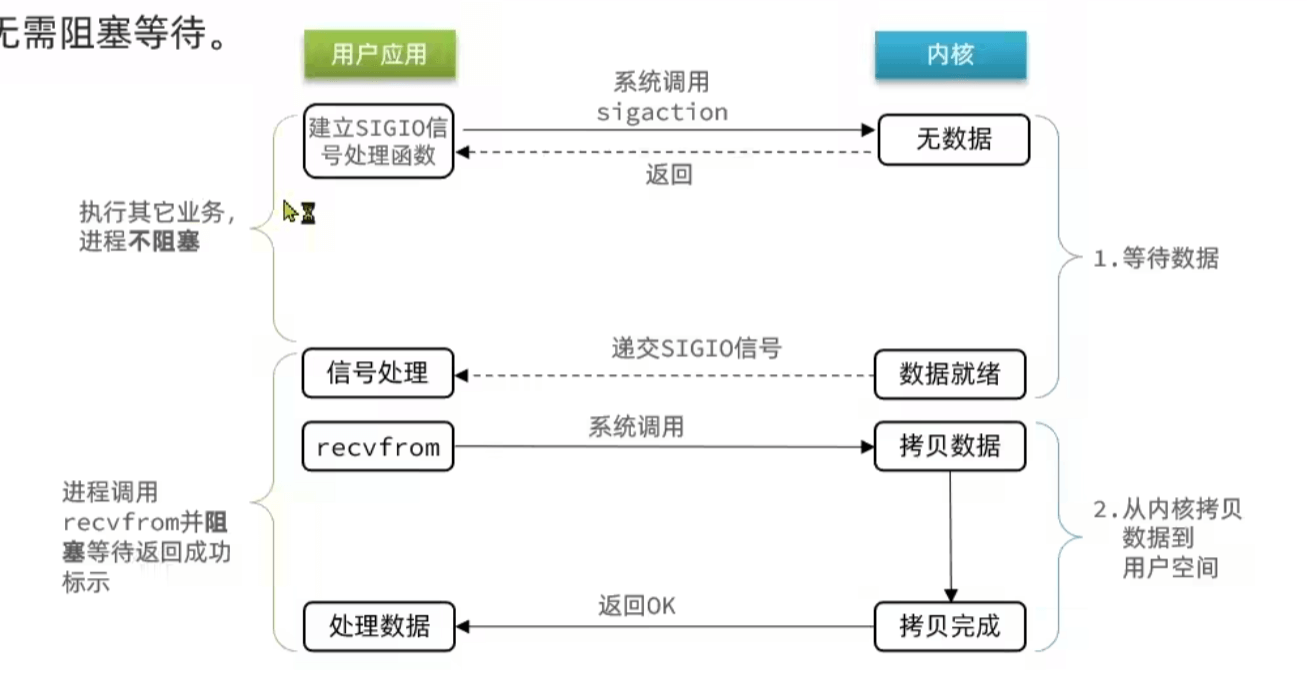 无需阻塞等待。
用户应用
内核
系统调用
sigaction
建立SIGIO信
号处理函数
无数据
返回
执行其它业务,
进程不阻塞
1.等待数据
递交SIGIO信号
信号处理
数据就绪
系统调用
recvfrom
拷贝数据
进程调用
recvfrom并阻
塞等待返回成功
标示
2.从内核拷贝
数据到
用户空间
返回OK
处理数据
拷贝完成